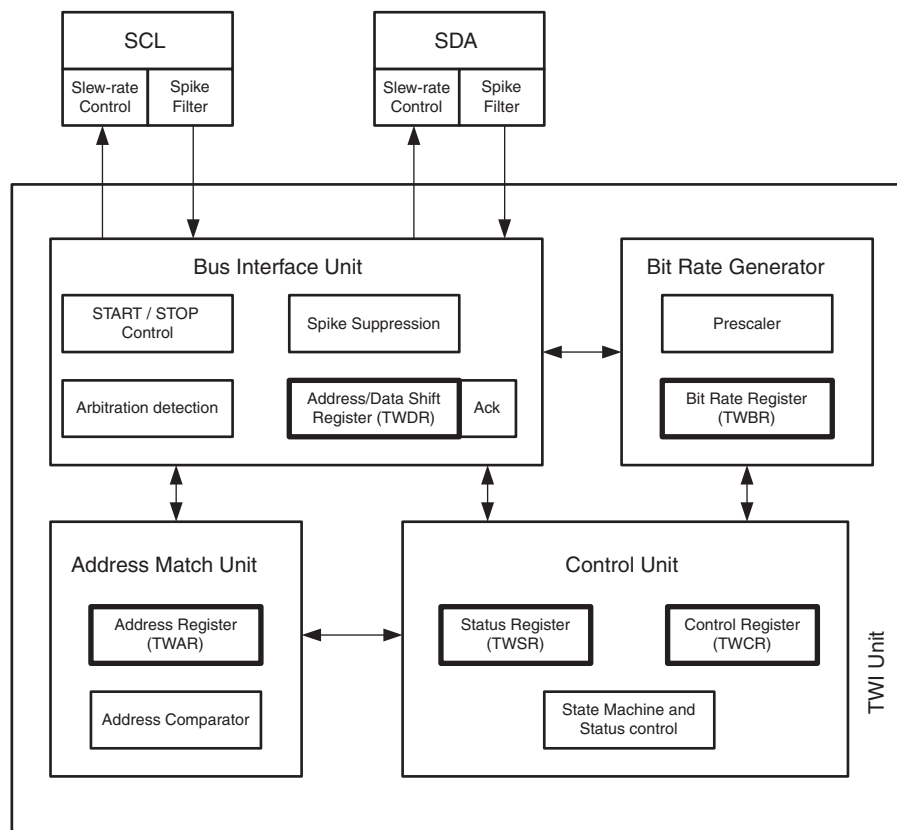 SCL
Slew-rate
Control
Spike
Filter
SDA
Slew-rate
Control
Spike
Filter
Bus Interface Unit
START / STOP
Control
Spike Suppression
Arbitration detection
Address/Data Shift
Register (TWDR)
Ack
Bit Rate Generator
Prescaler
Bit Rate Register
(TWBR)
Address Match Unit
Address Register
(TWAR)
Address Comparator
Control Unit
Status Register
(TWSR)
Control Register
(TWCR)
State Machine and
Status control
TWI Unit